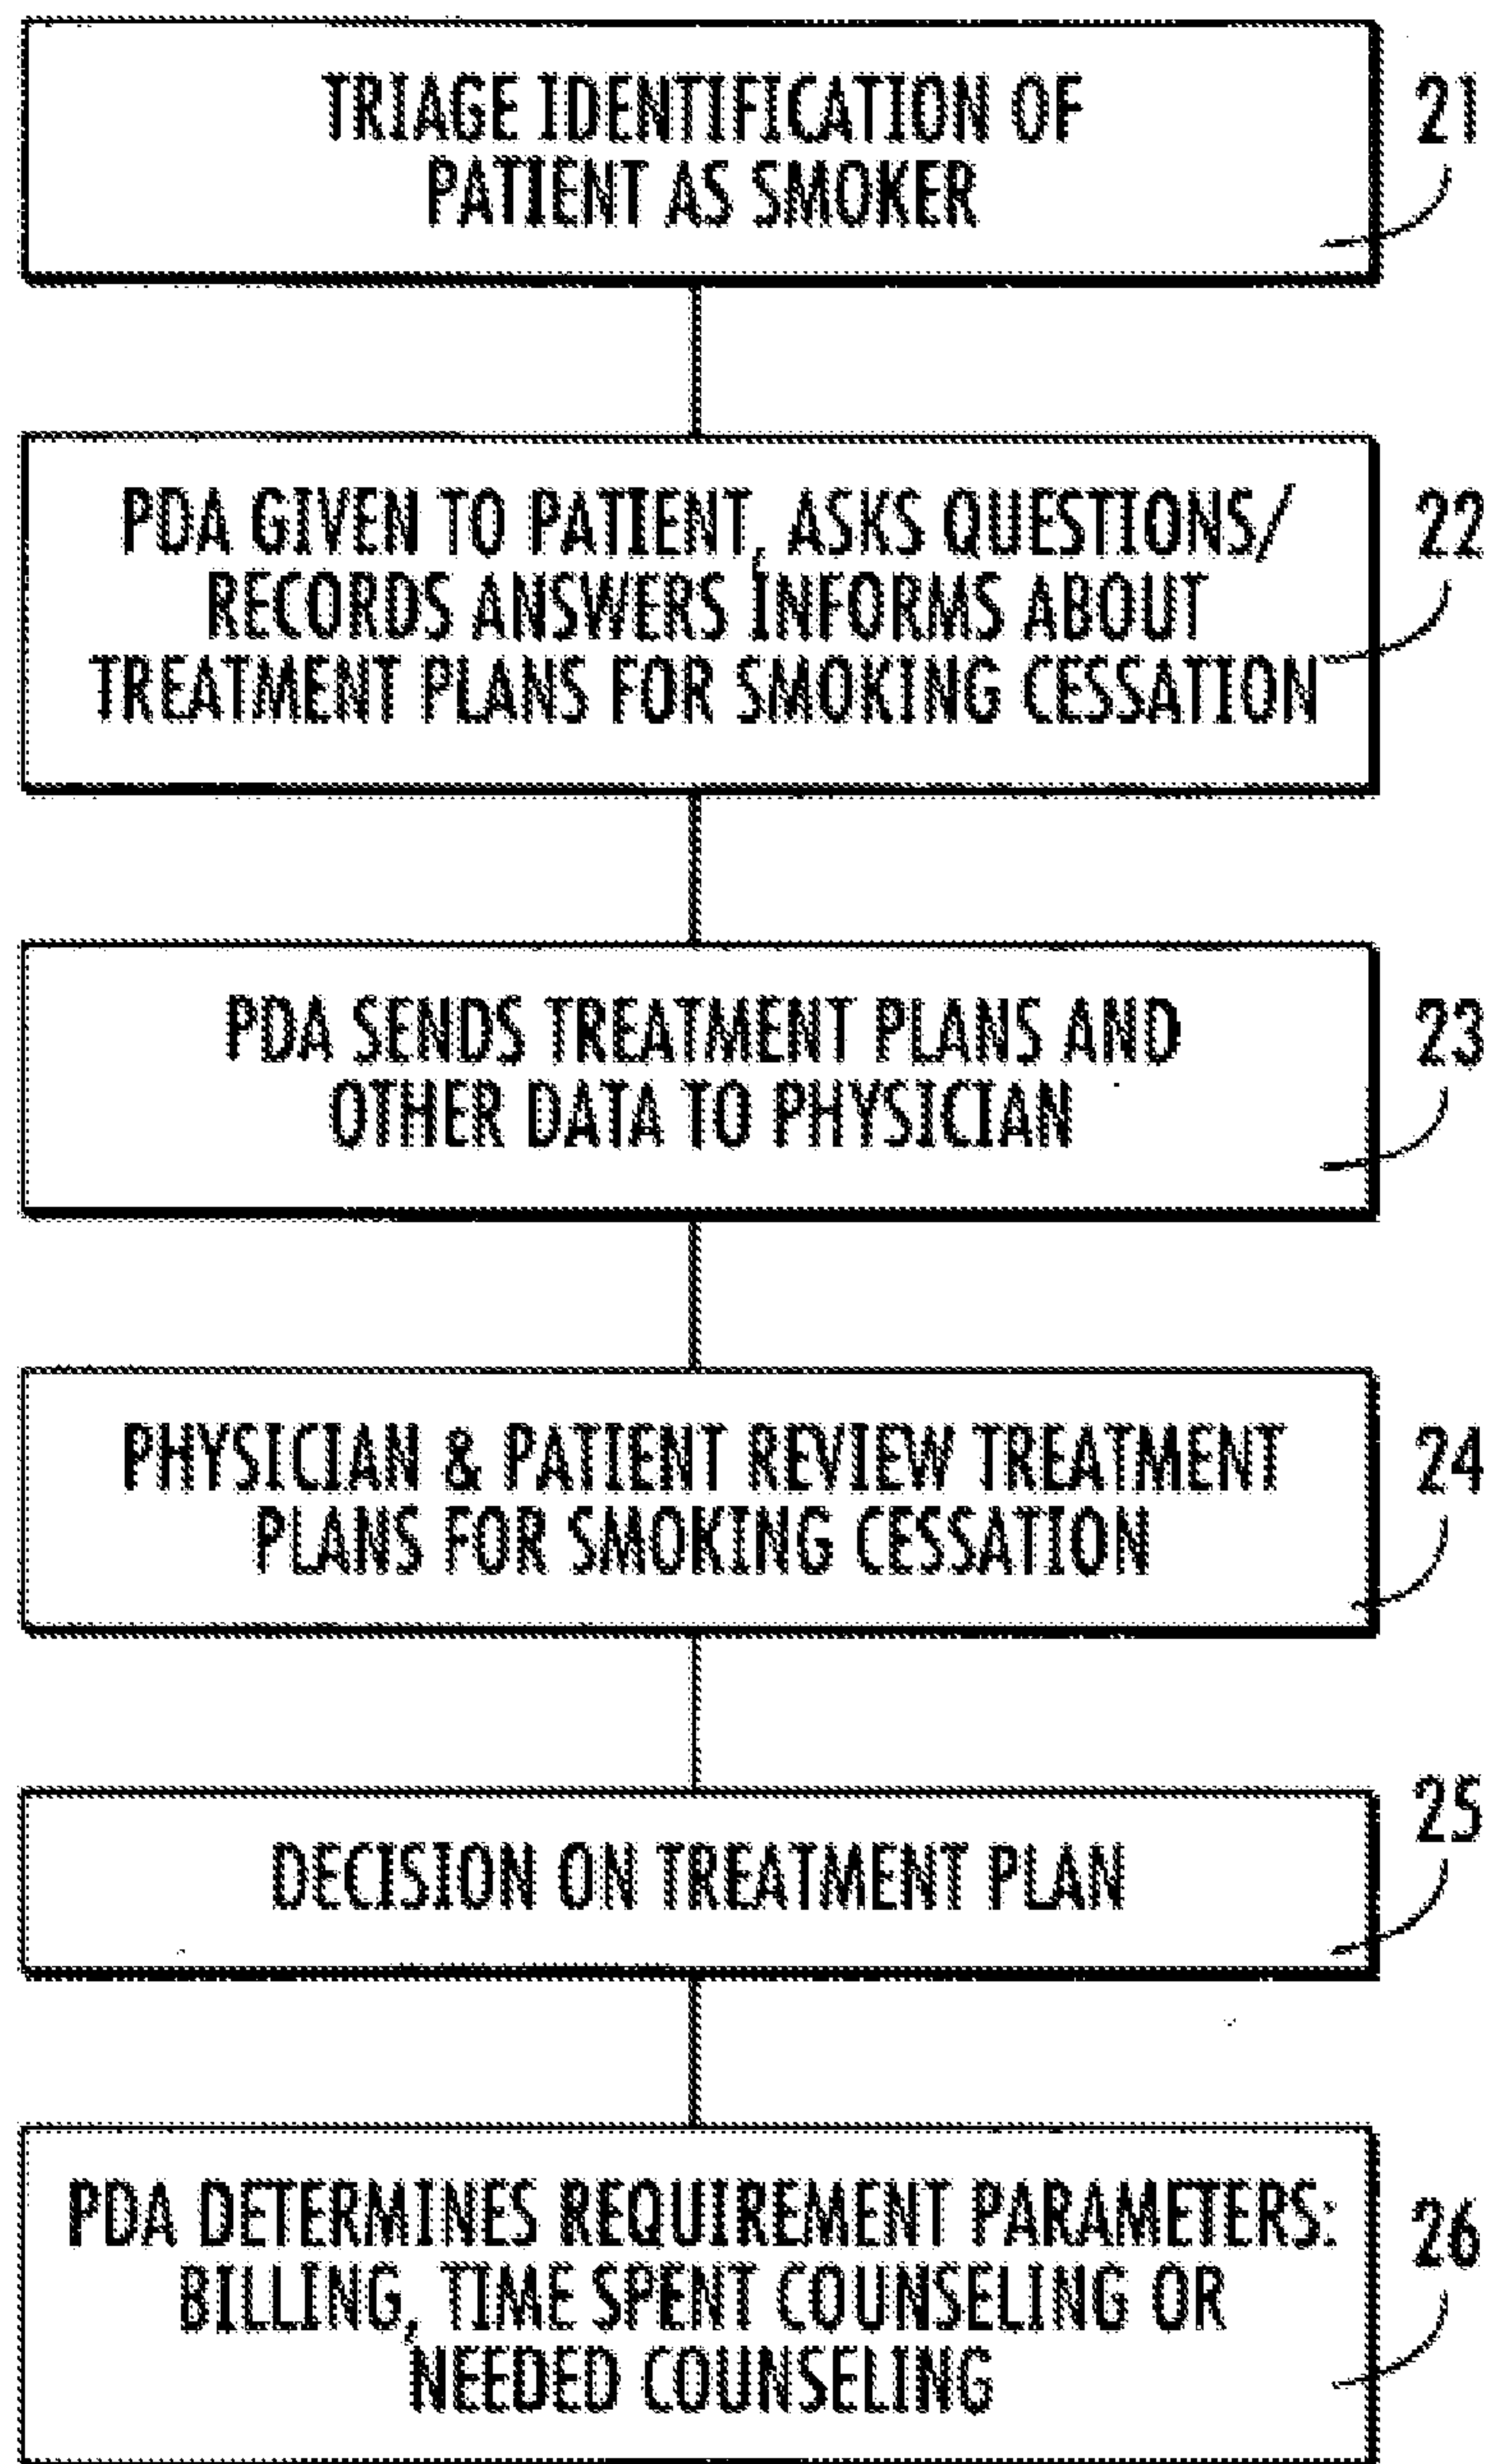 TRIAGE IDENTIFICATION OF
PATIENT AS SMOKER
21
PDA GIVEN TO PATIENT, ASKS QUESTIONS/
RECORDS ANSWERS INFORMS ABOUT
TREATMENT PLANS FOR SMOKING CESSATION
22
PDA SENDS TREATMENT PLANS AND
OTHER DATA TO PHYSICIAN
23
PHYSICIAN & PATIENT REVIEW TREATMENT
PLANS FOR SMOKING CESSATION
24
DECISION ON TREATMENT PLAN
25
PDA DETERMINES REQUIREMENT PARAMETERS:
BILLING, TIME SPENT COUNSELING OR
NEEDED COUNSELING
26